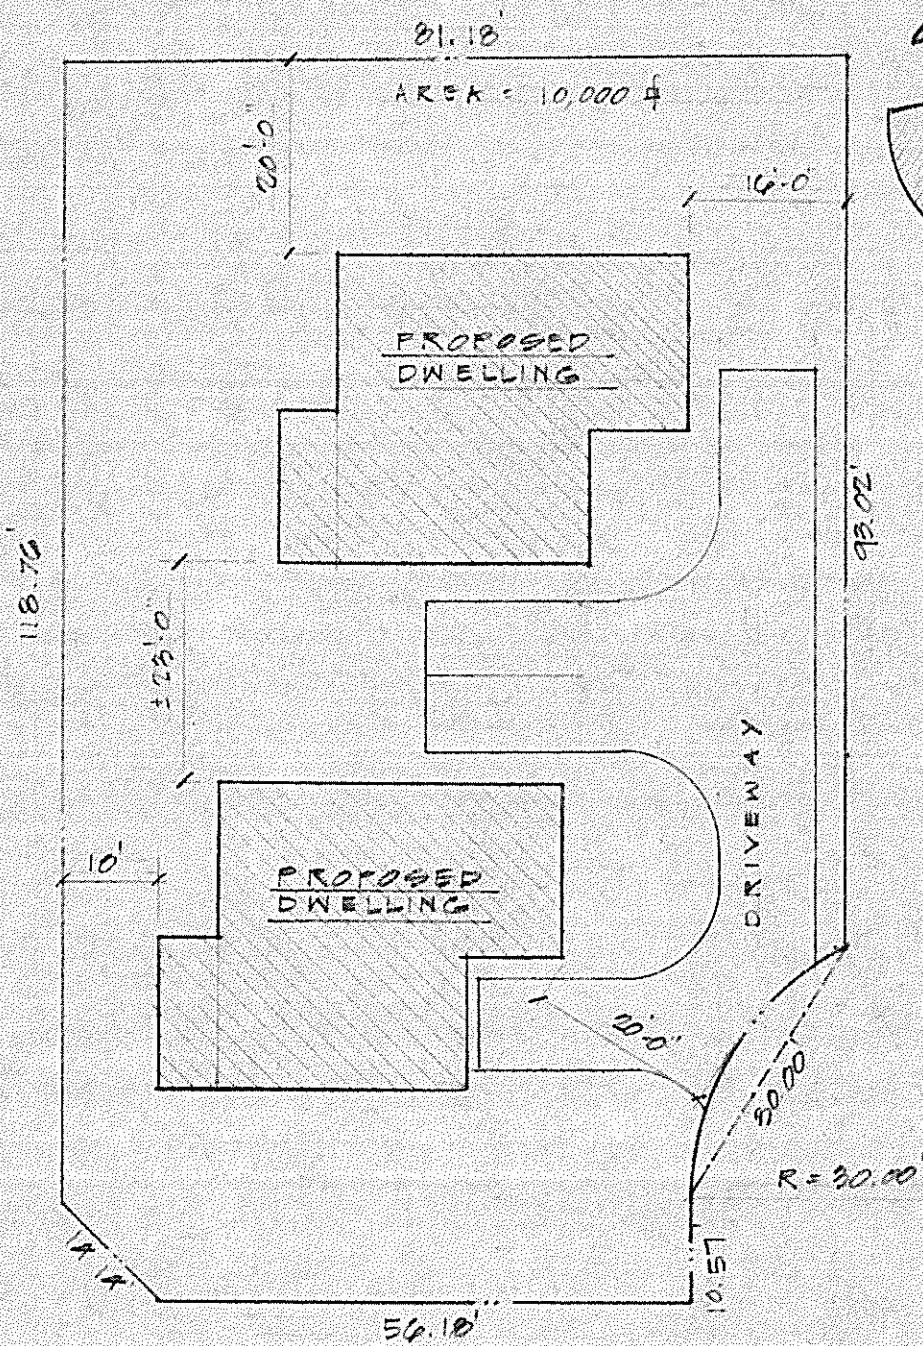 81.18'
AREA = 10,000 ⏍
20'-0"
16'-0
PROPOSED
DWELLING
118.76'
93.02'
±23'-0"
DRIVEWAY
10'
PROPOSED
DWELLING
20'-0"
30.00
R = 30.00'
14.14'
10.57
56.18'